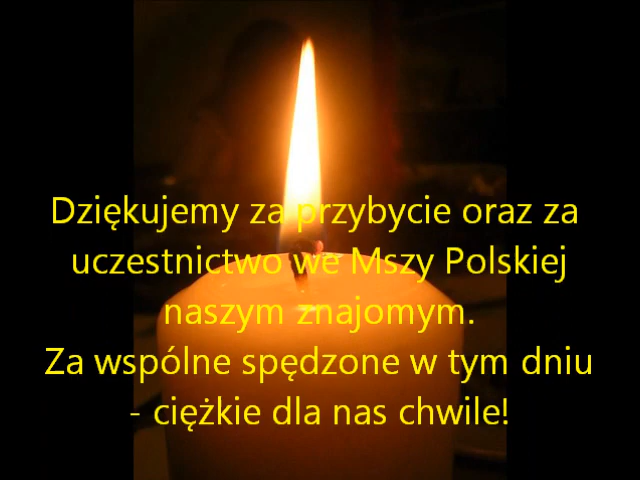 Dziękujemy za przybycie oraz za
uczestnictwo we Mszy Polskiej
naszym znajomym.
Za wspólne spędzone w tym dniu
- ciężkie dla nas chwile!